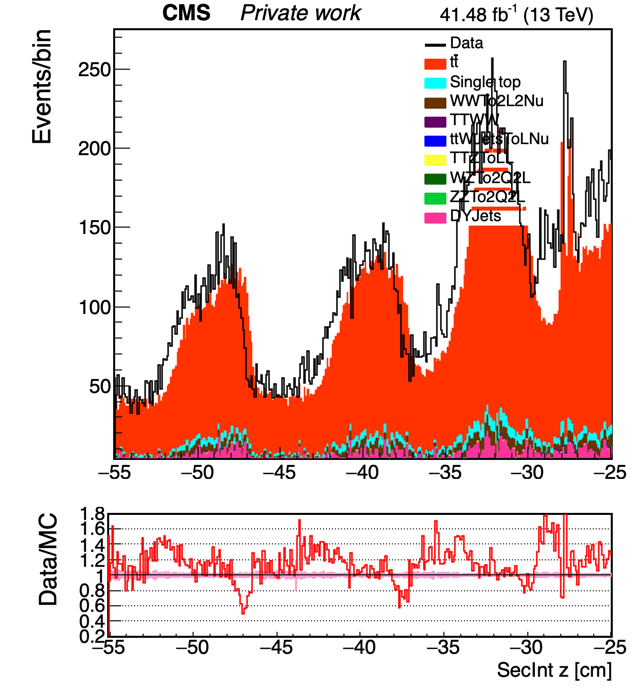 CMS Private work 41.48 fb-1 (13 TeV)
Events/bin
Data
tt̄
Single top
WWTo2L2Nu
TTWW
ttWJetsToLNu
TTZToLL
WZTo2Q2L
ZZTo2Q2L
DYJets
250
200
150
100
50
−55 −50 −45 −40 −35 −30 −25
Data/MC
1.8
1.6
1.4
1.2
1
0.8
0.6
0.4
0.2
−55 −50 −45 −40 −35 −30 −25
SecInt z [cm]